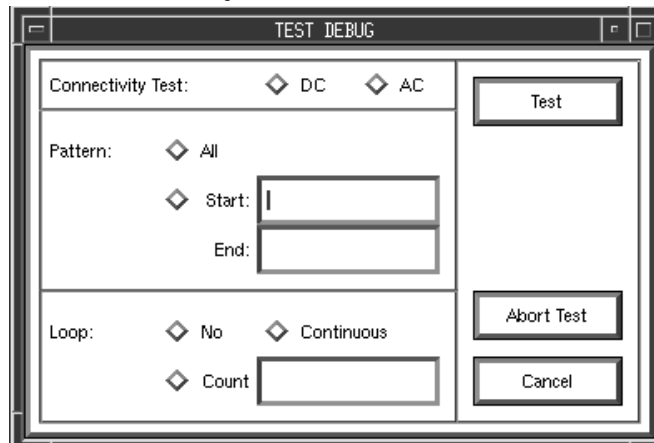 TEST DEBUG
Connectivity Test: DC AC
Test
Pattern: All
Start:
End:
Loop: No Continuous
Abort Test
Count
Cancel